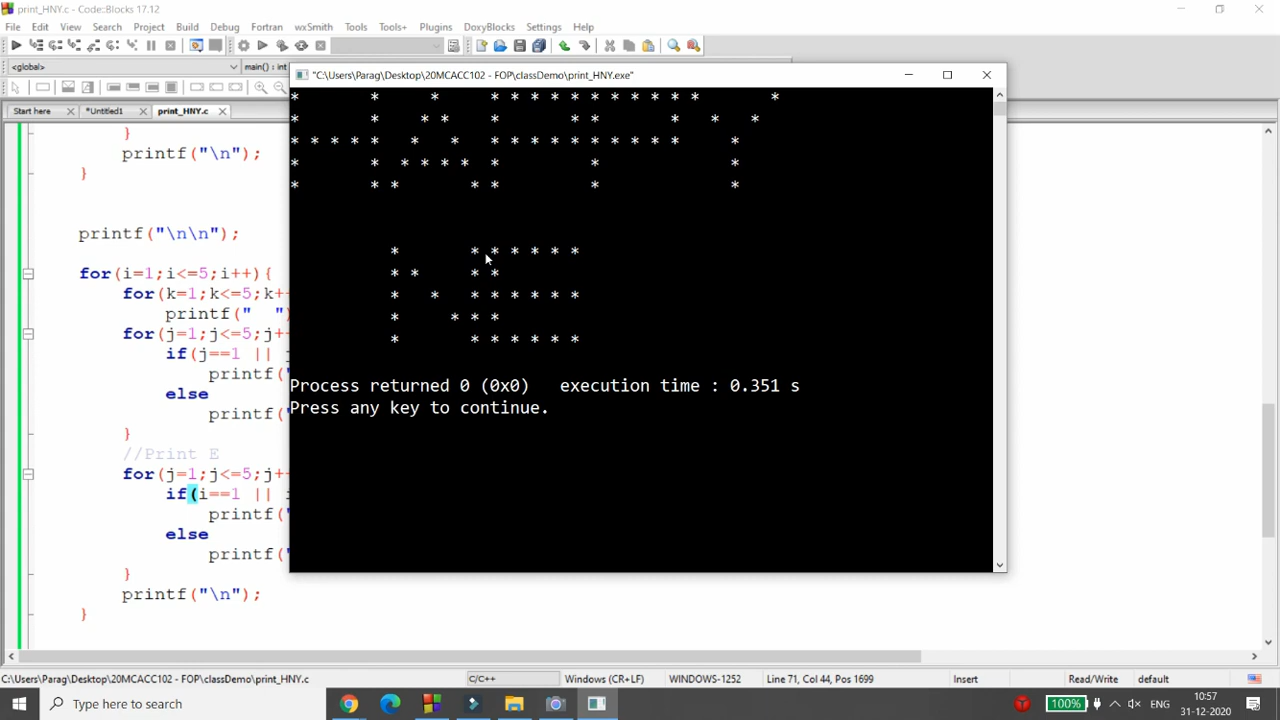 print_HNY.c - Code::Blocks 17.12
File Edit View Search Project Build Debug Fortran wxSmith Tools Tools+ Plugins DoxyBlocks Settings Help
<global> main() : int
"C:\Users\Parag\Desktop\20MCACC102 - FOP\classDemo\print_HNY.exe"
Start here *Untitled1 print_HNY.c
* * * * * * * * * * * * * * *
* * * * * * * * * * *
* * * * * * * * * * * * * * * * * *
* * * * * * * * *
* * * * * * *
* * * * * * *
* * * *
* * * * * * * *
* * * *
* * * * * * *
Process returned 0 (0x0) execution time : 0.351 s
Press any key to continue.
}
printf("\n");
}
printf("\n\n");
for(i=1;i<=5;i++){
for(k=1;k<=5;k+
printf(" ")
for(j=1;j<=5;j+
if(j==1 ||
printf("
else
printf("
}
//Print E
for(j=1;j<=5;j+
if(i==1 ||
printf("
else
printf("
}
printf("\n");
}
C:\Users\Parag\Desktop\20MCACC102 - FOP\classDemo\print_HNY.c C/C++ Windows (CR+LF) WINDOWS-1252 Line 71, Col 44, Pos 1699 Insert Read/Write default
Type here to search 100% ENG 10:57
31-12-2020